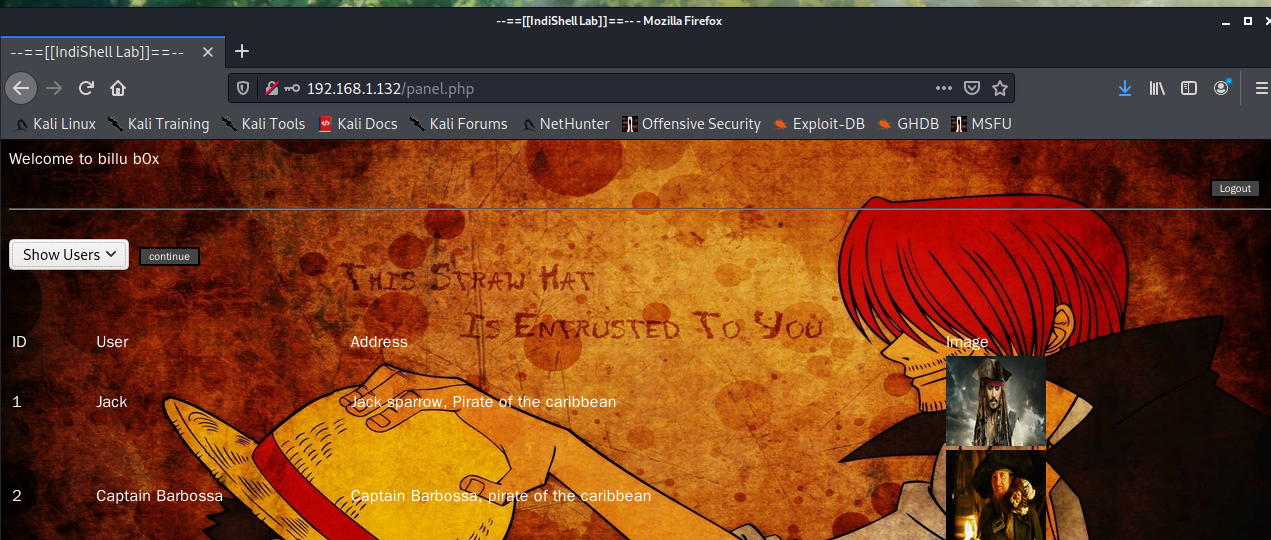 --==[[IndiShell Lab]]==-- - Mozilla Firefox
--==[[IndiShell Lab]]==--
192.168.1.132/panel.php
Kali Linux Kali Training Kali Tools Kali Docs Kali Forums NetHunter Offensive Security Exploit-DB GHDB MSFU
Welcome to billu b0x
Logout
Show Users continue
This Straw Hat
Is Entrusted To You
ID User Address Image
1 Jack Jack sparrow, Pirate of the caribbean
2 Captain Barbossa Captain Barbossa, pirate of the caribbean